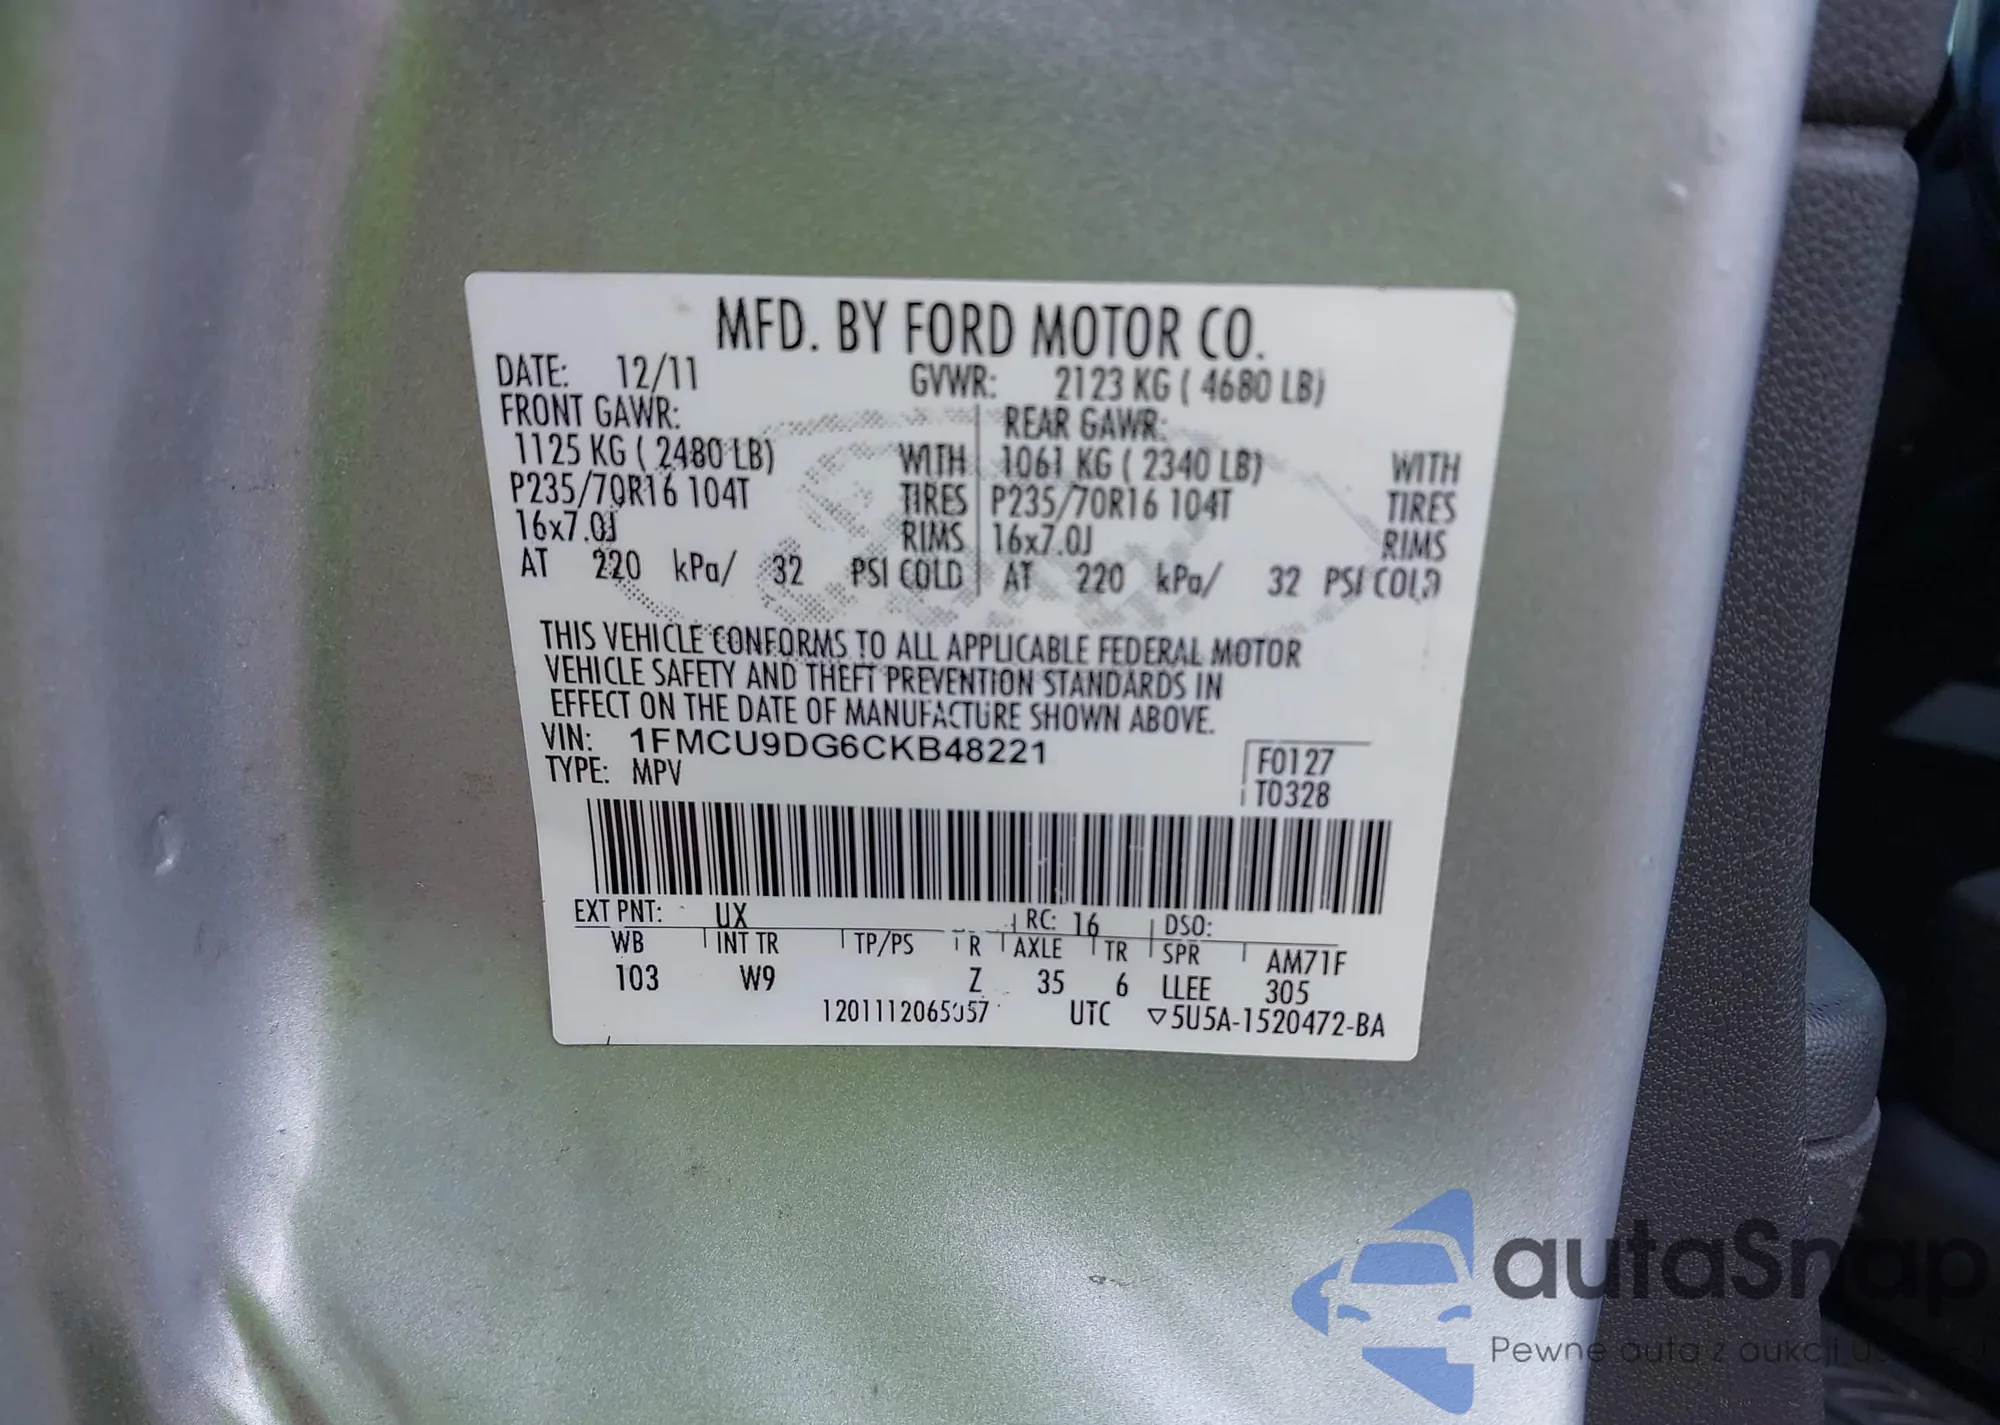 MFD. BY FORD MOTOR CO.
DATE: 12/11 GVWR: 2123 KG ( 4680 LB)
FRONT GAWR: REAR GAWR:
1125 KG ( 2480 LB) WITH 1061 KG ( 2340 LB) WITH
P235/70R16 104T TIRES P235/70R16 104T TIRES
16x7.0J RIMS 16x7.0J RIMS
AT 220 kPa/ 32 PSI COLD AT 220 kPa/ 32 PSI COLD
THIS VEHICLE CONFORMS TO ALL APPLICABLE FEDERAL MOTOR
VEHICLE SAFETY AND THEFT PREVENTION STANDARDS IN
EFFECT ON THE DATE OF MANUFACTURE SHOWN ABOVE.
VIN: 1FMCU9DG6CKB48221
TYPE: MPV
F0127
T0328
EXT PNT: UX RC: 16 DSO:
WB INT TR TP/PS R AXLE TR SPR AM71F
103 W9 Z 35 6 LLEE 305
UTC ▽5U5A-1520472-BA
autaSnap
Pewne auto z aukcji